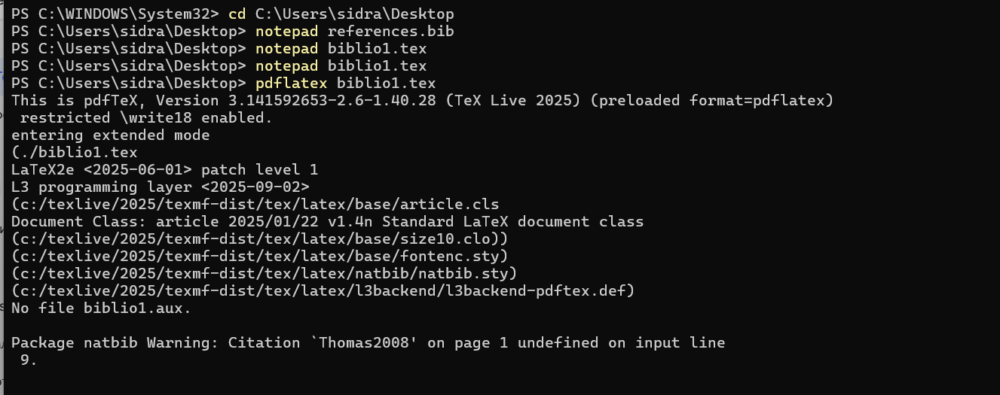 PS C:\WINDOWS\System32> cd C:\Users\sidra\Desktop
PS C:\Users\sidra\Desktop> notepad references.bib
PS C:\Users\sidra\Desktop> notepad biblio1.tex
PS C:\Users\sidra\Desktop> notepad biblio1.tex
PS C:\Users\sidra\Desktop> pdflatex biblio1.tex
This is pdfTeX, Version 3.141592653-2.6-1.40.28 (TeX Live 2025) (preloaded format=pdflatex)
 restricted \write18 enabled.
entering extended mode
(./biblio1.tex
LaTeX2e <2025-06-01> patch level 1
L3 programming layer <2025-09-02>
(c:/texlive/2025/texmf-dist/tex/latex/base/article.cls
Document Class: article 2025/01/22 v1.4n Standard LaTeX document class
(c:/texlive/2025/texmf-dist/tex/latex/base/size10.clo))
(c:/texlive/2025/texmf-dist/tex/latex/base/fontenc.sty)
(c:/texlive/2025/texmf-dist/tex/latex/natbib/natbib.sty)
(c:/texlive/2025/texmf-dist/tex/latex/l3backend/l3backend-pdftex.def)
No file biblio1.aux.

Package natbib Warning: Citation `Thomas2008' on page 1 undefined on input line
 9.